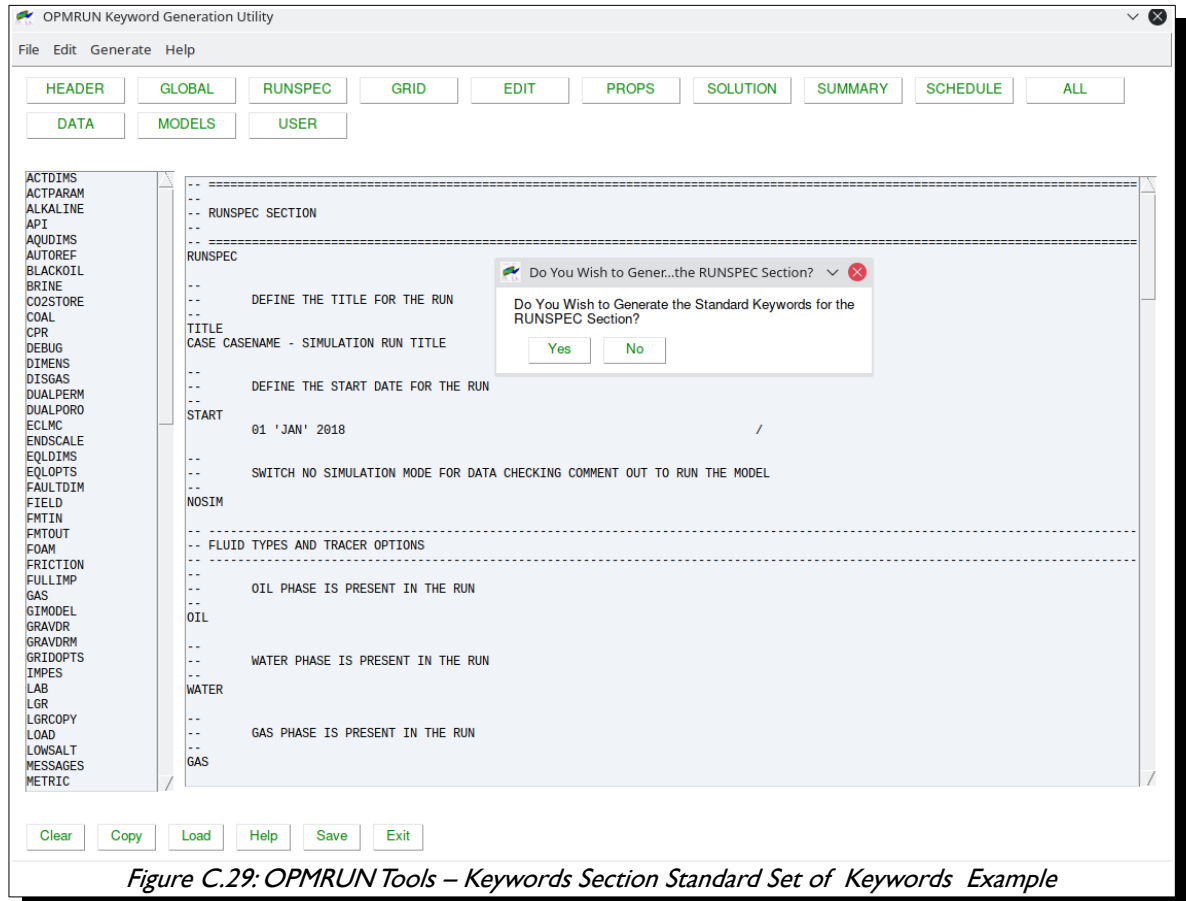 OPMRUN Keyword Generation Utility
File Edit Generate Help
HEADER GLOBAL RUNSPEC GRID EDIT PROPS SOLUTION SUMMARY SCHEDULE ALL
DATA MODELS USER
ACTDIMS
ACTPARAM
ALKALINE
API
AQUDIMS
AUTOREF
BLACKOIL
BRINE
CO2STORE
COAL
CPR
DEBUG
DIMENS
DISGAS
DUALPERM
DUALPORO
ECLMC
ENDSCALE
EQLDIMS
EQLOPTS
FAULTDIM
FIELD
FMTIN
FMTOUT
FOAM
FRICTION
FULLIMP
GAS
GIMODEL
GRAVDR
GRAVDRM
GRIDOPTS
IMPES
LAB
LGR
LGRCOPY
LOAD
LOWSALT
MESSAGES
METRIC
-- ==================================================================================================================================
--
-- RUNSPEC SECTION
--
-- ==================================================================================================================================
RUNSPEC
--
-- DEFINE THE TITLE FOR THE RUN
--
TITLE
CASE CASENAME - SIMULATION RUN TITLE
--
-- DEFINE THE START DATE FOR THE RUN
--
START
01 'JAN' 2018 /
--
-- SWITCH NO SIMULATION MODE FOR DATA CHECKING COMMENT OUT TO RUN THE MODEL
--
NOSIM
-- ----------------------------------------------------------------------------------------------------------------------------------
-- FLUID TYPES AND TRACER OPTIONS
-- ----------------------------------------------------------------------------------------------------------------------------------
--
-- OIL PHASE IS PRESENT IN THE RUN
--
OIL
--
-- WATER PHASE IS PRESENT IN THE RUN
--
WATER
--
-- GAS PHASE IS PRESENT IN THE RUN
--
GAS
Do You Wish to Gener...the RUNSPEC Section?
Do You Wish to Generate the Standard Keywords for the
RUNSPEC Section?
Yes No
Clear Copy Load Help Save Exit
Figure C.29: OPMRUN Tools – Keywords Section Standard Set of Keywords Example